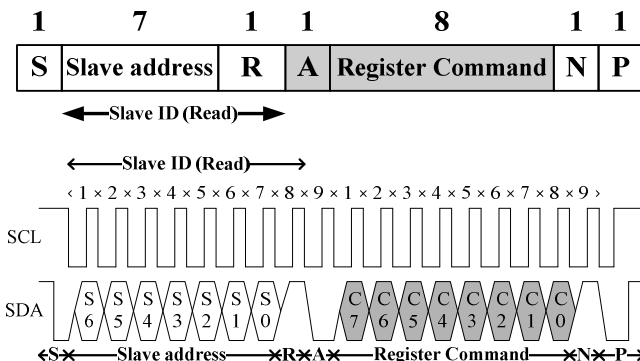 1 7 1 1 8 1 1
S Slave address R A Register Command N P
Slave ID (Read)
Slave ID (Read)
‹ 1 × 2 × 3 × 4 × 5 × 6 × 7 × 8 × 9 × 1 × 2 × 3 × 4 × 5 × 6 × 7 × 8 × 9 ›
SCL
SDA S6 S5 S4 S3 S2 S1 S0 C7 C6 C5 C4 C3 C2 C1 C0
S Slave address R A Register Command N P